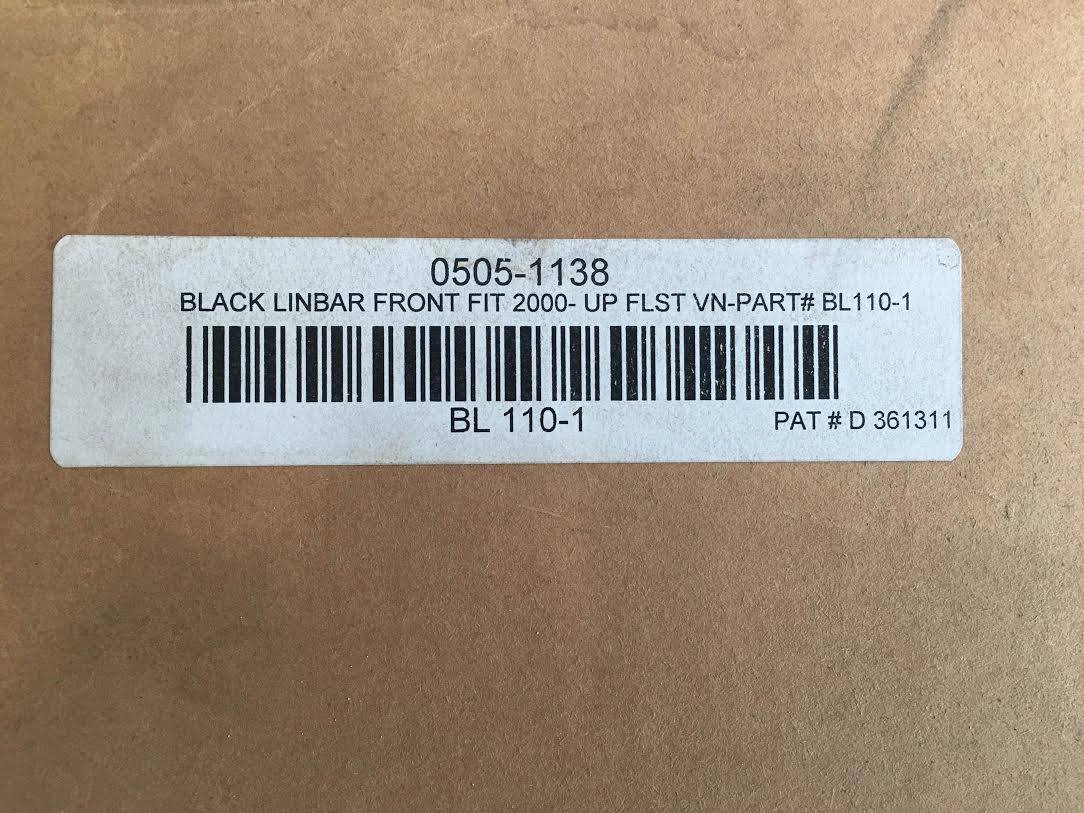 0505-1138
BLACK LINBAR FRONT FIT 2000- UP FLST VN-PART# BL110-1
BL 110-1
PAT # D 361311